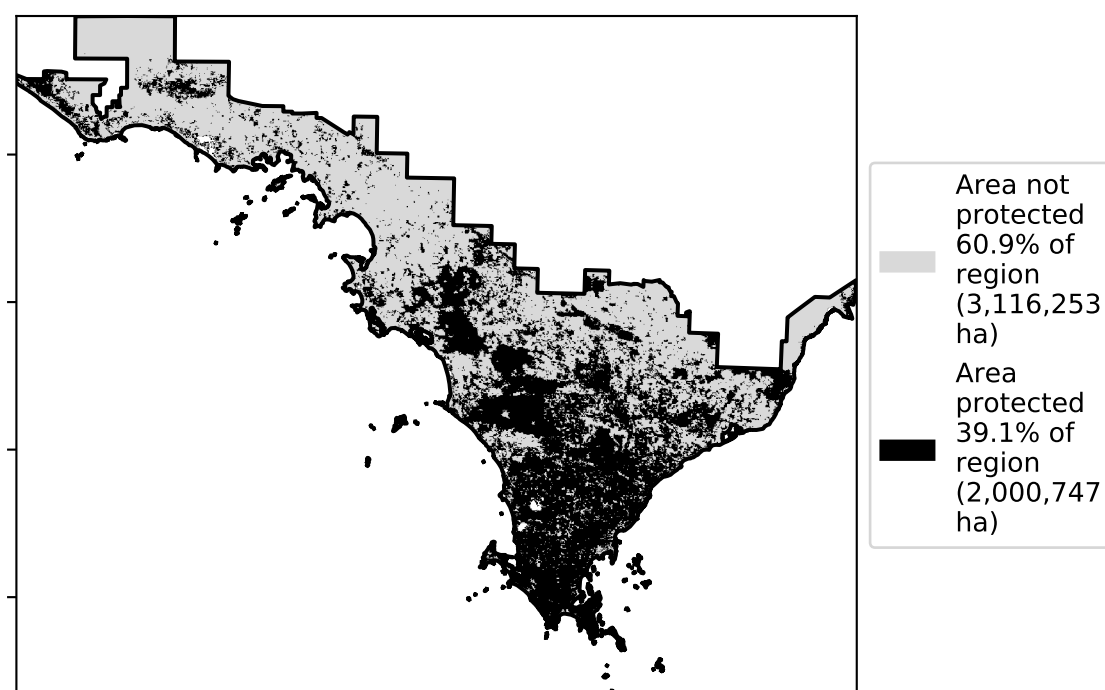 Area not
protected
60.9% of
region
(3,116,253
ha)
Area
protected
39.1% of
region
(2,000,747
ha)